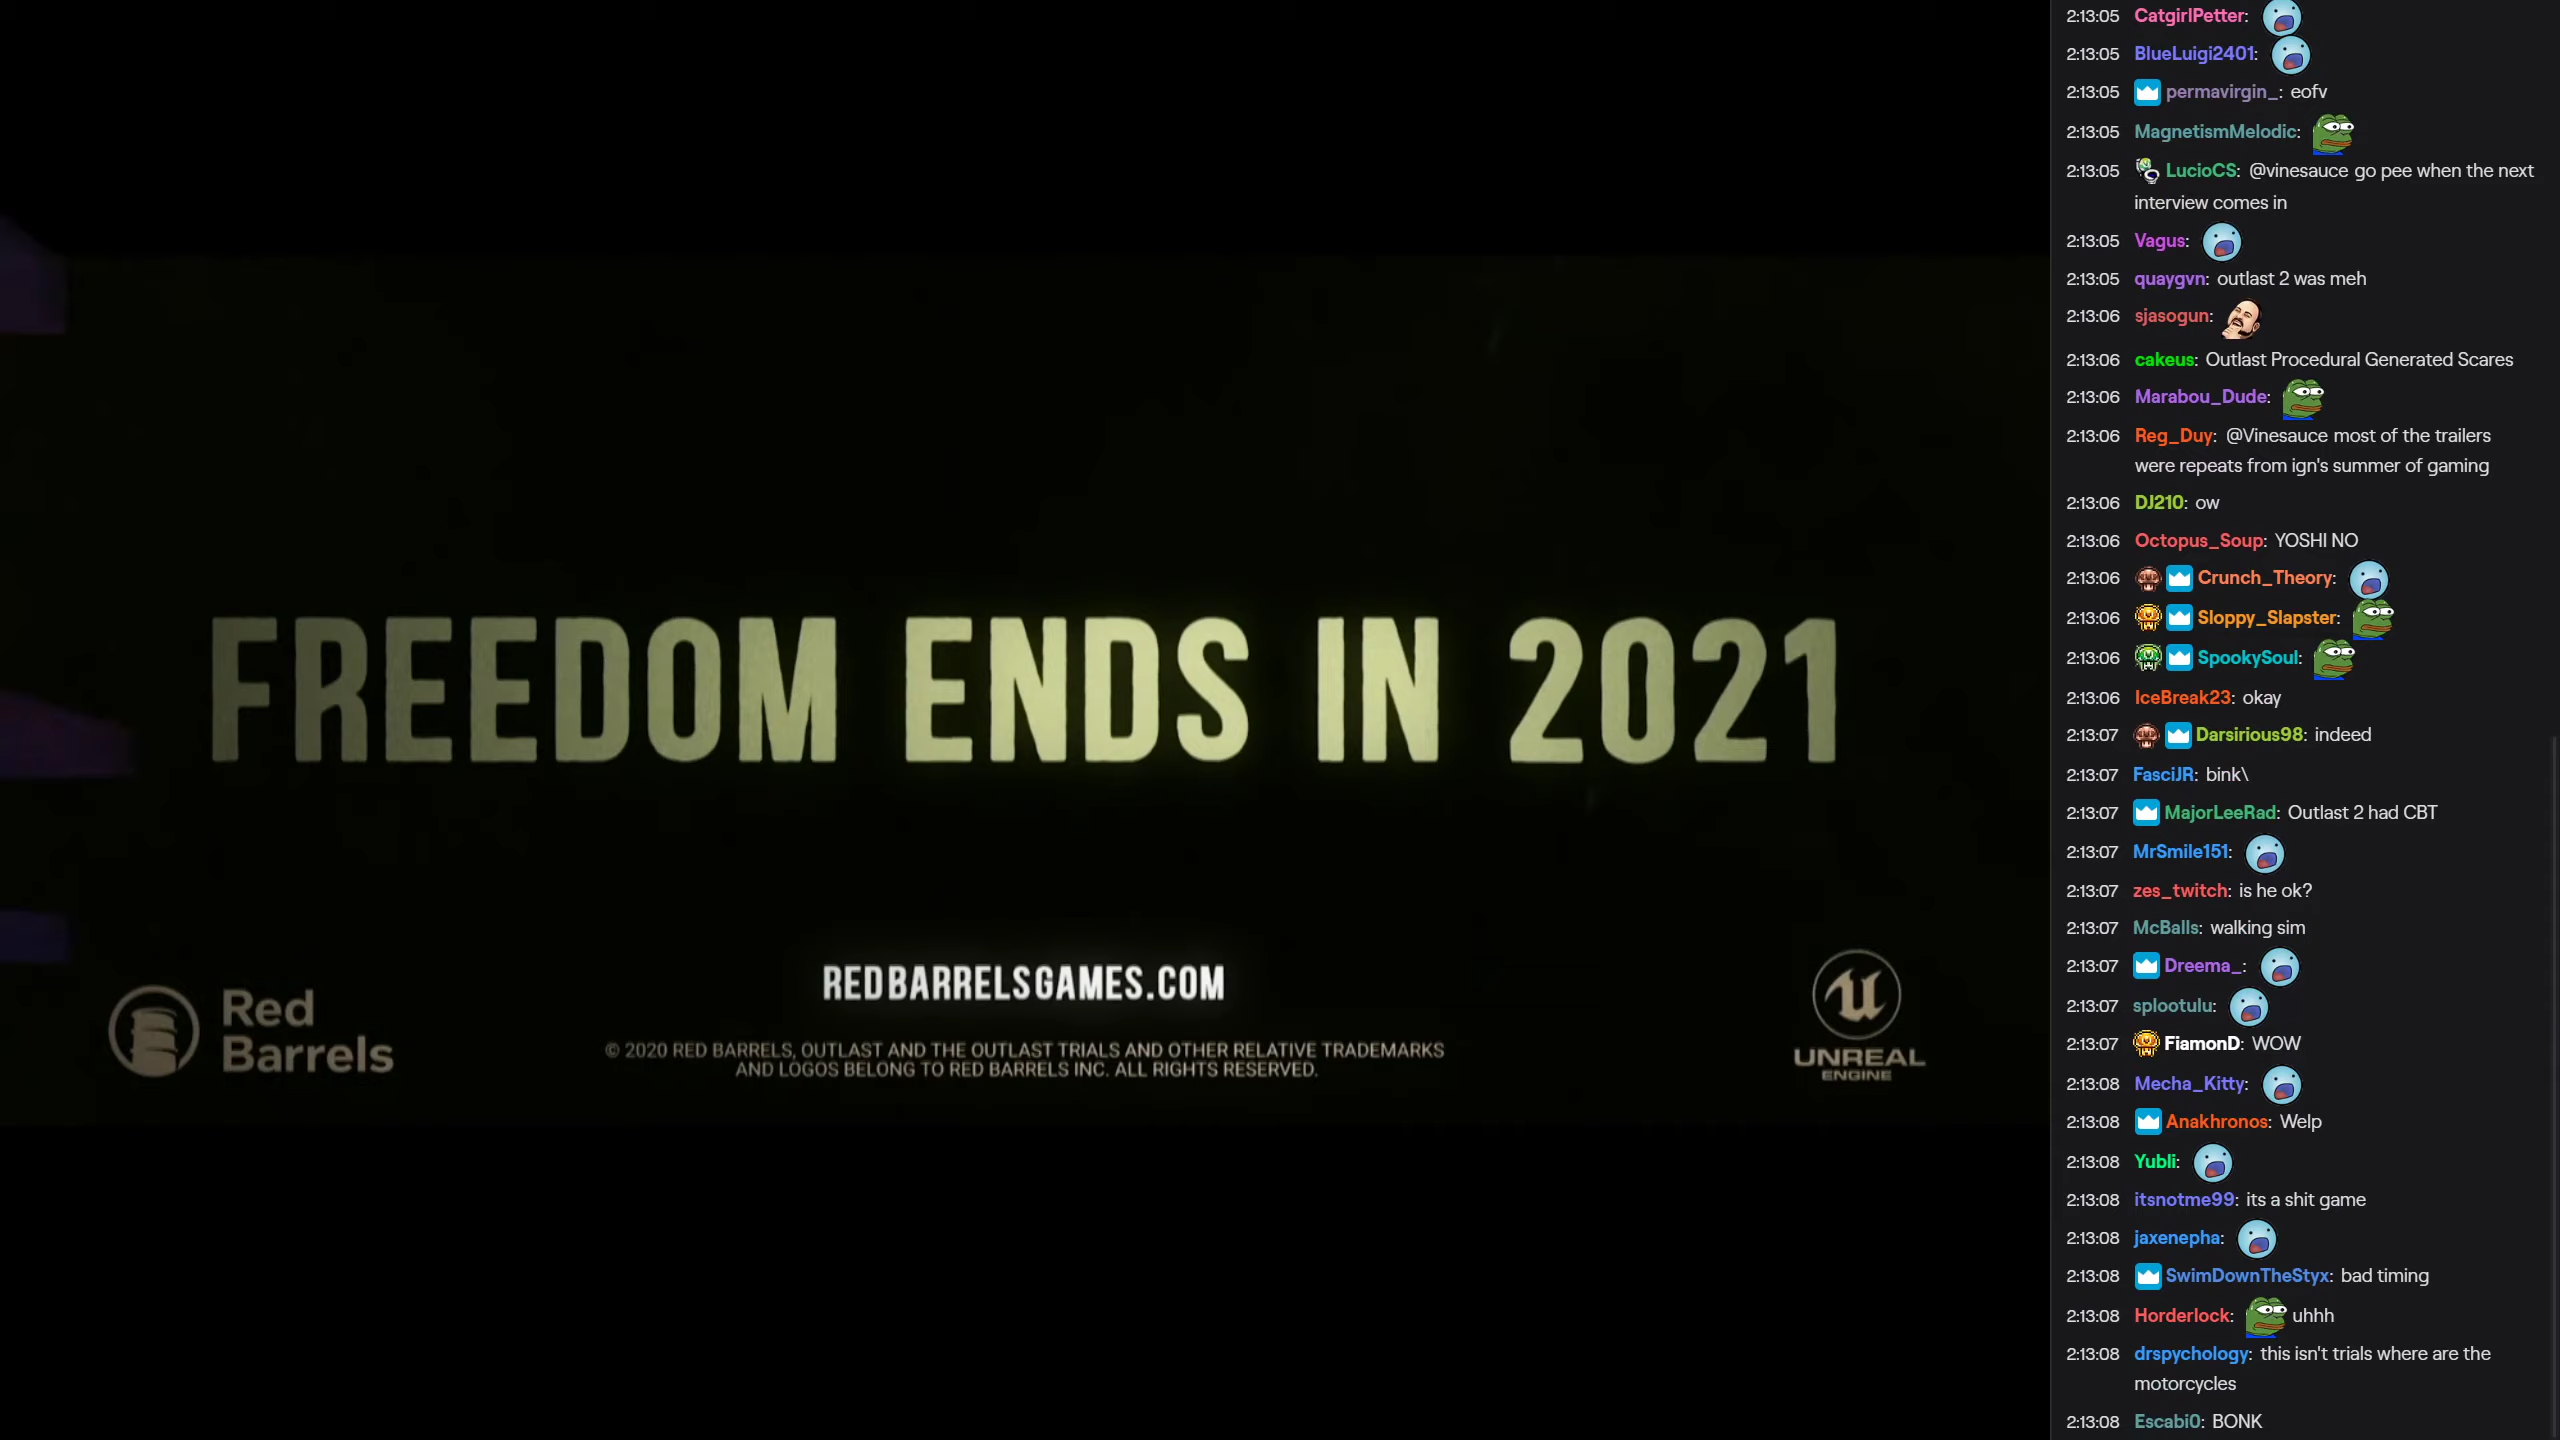 FREEDOM ENDS IN 2021
REDBARRELSGAMES.COM
Red
Barrels
© 2020 RED BARRELS, OUTLAST AND THE OUTLAST TRIALS AND OTHER RELATIVE TRADEMARKS
AND LOGOS BELONG TO RED BARRELS INC. ALL RIGHTS RESERVED.
UNREAL
ENGINE
2:13:05 CatgirlPetter:
2:13:05 BlueLuigi2401:
2:13:05 permavirgin_: eofv
2:13:05 MagnetismMelodic:
2:13:05 LucioCS: @vinesauce go pee when the next
interview comes in
2:13:05 Vagus:
2:13:05 quaygvn: outlast 2 was meh
2:13:06 sjasogun:
2:13:06 cakeus: Outlast Procedural Generated Scares
2:13:06 Marabou_Dude:
2:13:06 Reg_Duy: @Vinesauce most of the trailers
were repeats from ign's summer of gaming
2:13:06 DJ210: ow
2:13:06 Octopus_Soup: YOSHI NO
2:13:06 Crunch_Theory:
2:13:06 Sloppy_Slapster:
2:13:06 SpookySoul:
2:13:06 IceBreak23: okay
2:13:07 Darsirious98: indeed
2:13:07 FasciJR: bink\
2:13:07 MajorLeeRad: Outlast 2 had CBT
2:13:07 MrSmile151:
2:13:07 zes_twitch: is he ok?
2:13:07 McBalls: walking sim
2:13:07 Dreema_:
2:13:07 splootulu:
2:13:07 FiamonD: WOW
2:13:08 Mecha_Kitty:
2:13:08 Anakhronos: Welp
2:13:08 Yubli:
2:13:08 itsnotme99: its a shit game
2:13:08 jaxenepha:
2:13:08 SwimDownTheStyx: bad timing
2:13:08 Horderlock: uhhh
2:13:08 drspychology: this isn't trials where are the
motorcycles
2:13:08 Escabi0: BONK